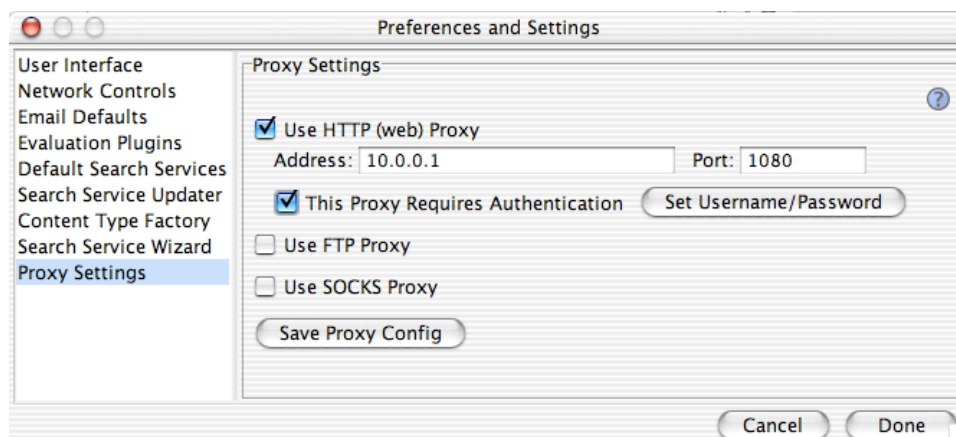 Preferences and Settings
User Interface
Network Controls
Email Defaults
Evaluation Plugins
Default Search Services
Search Service Updater
Content Type Factory
Search Service Wizard
Proxy Settings
Proxy Settings
?
Use HTTP (web) Proxy
Address: 10.0.0.1 Port: 1080
This Proxy Requires Authentication Set Username/Password
Use FTP Proxy
Use SOCKS Proxy
Save Proxy Config
Cancel Done